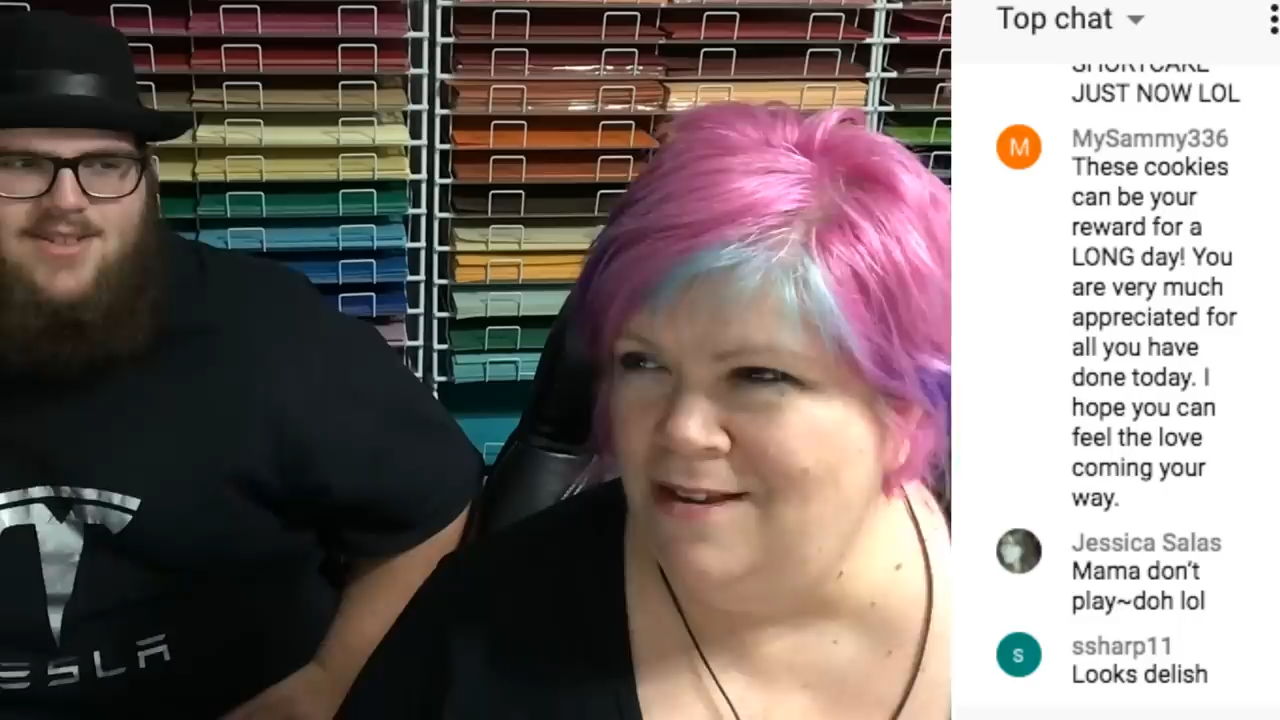 Top chat
SHORTCAKE
JUST NOW LOL
MySammy336
M
These cookies
can be your
reward for a
LONG day! You
are very much
appreciated for
all you have
done today. I
hope you can
feel the love
coming your
way.
Jessica Salas
Mama don't
play~doh lol
ssharp11
s
Looks delish
ESLA